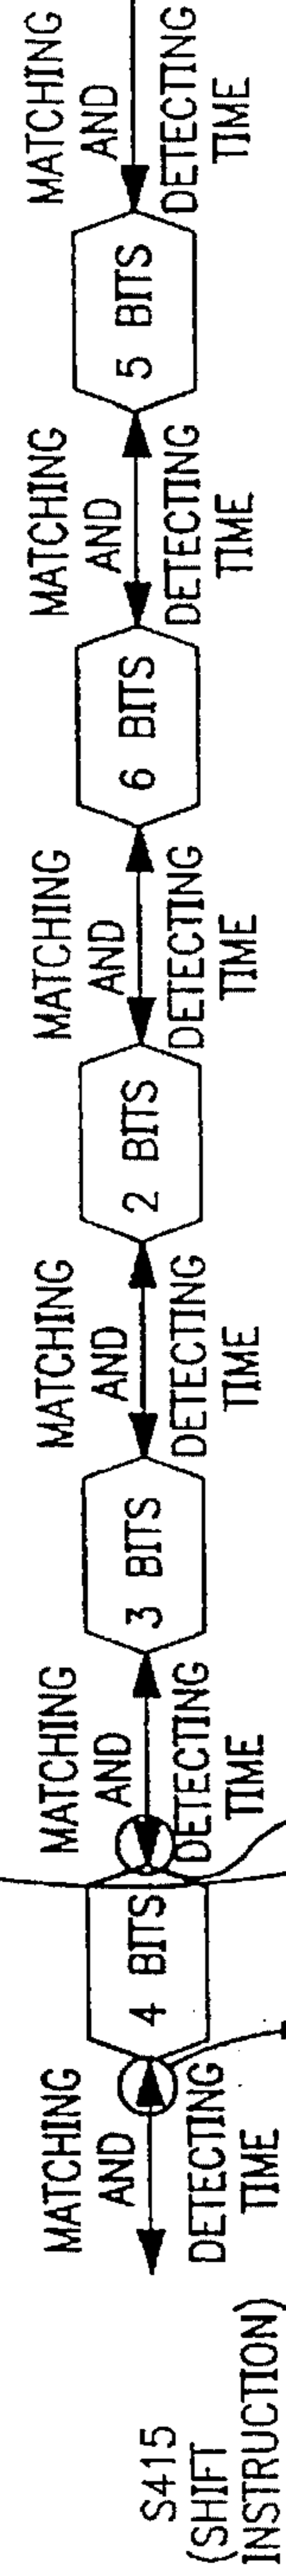 S415
(SHIFT
INSTRUCTION)
MATCHING
AND
DETECTING
TIME
4 BITS
MATCHING
AND
DETECTING
TIME
3 BITS
MATCHING
AND
DETECTING
TIME
2 BITS
MATCHING
AND
DETECTING
TIME
6 BITS
MATCHING
AND
DETECTING
TIME
5 BITS
MATCHING
AND
DETECTING
TIME